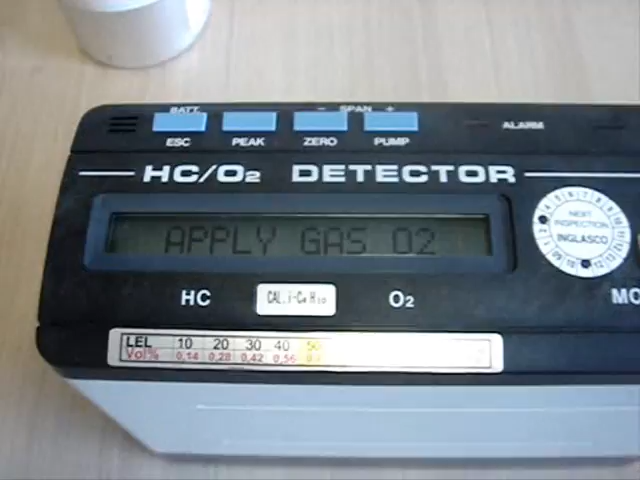 BATT. − SPAN +
ESC PEAK ZERO PUMP ALARM
HC/O₂ DETECTOR
APPLY GAS O2
NEXT
INSPECTION
INGLASCO
HC CAL. i-C₄H₁₀ O₂ MO
LEL 10 20 30 40 50
Vol% 0,14 0,28 0,42 0,56